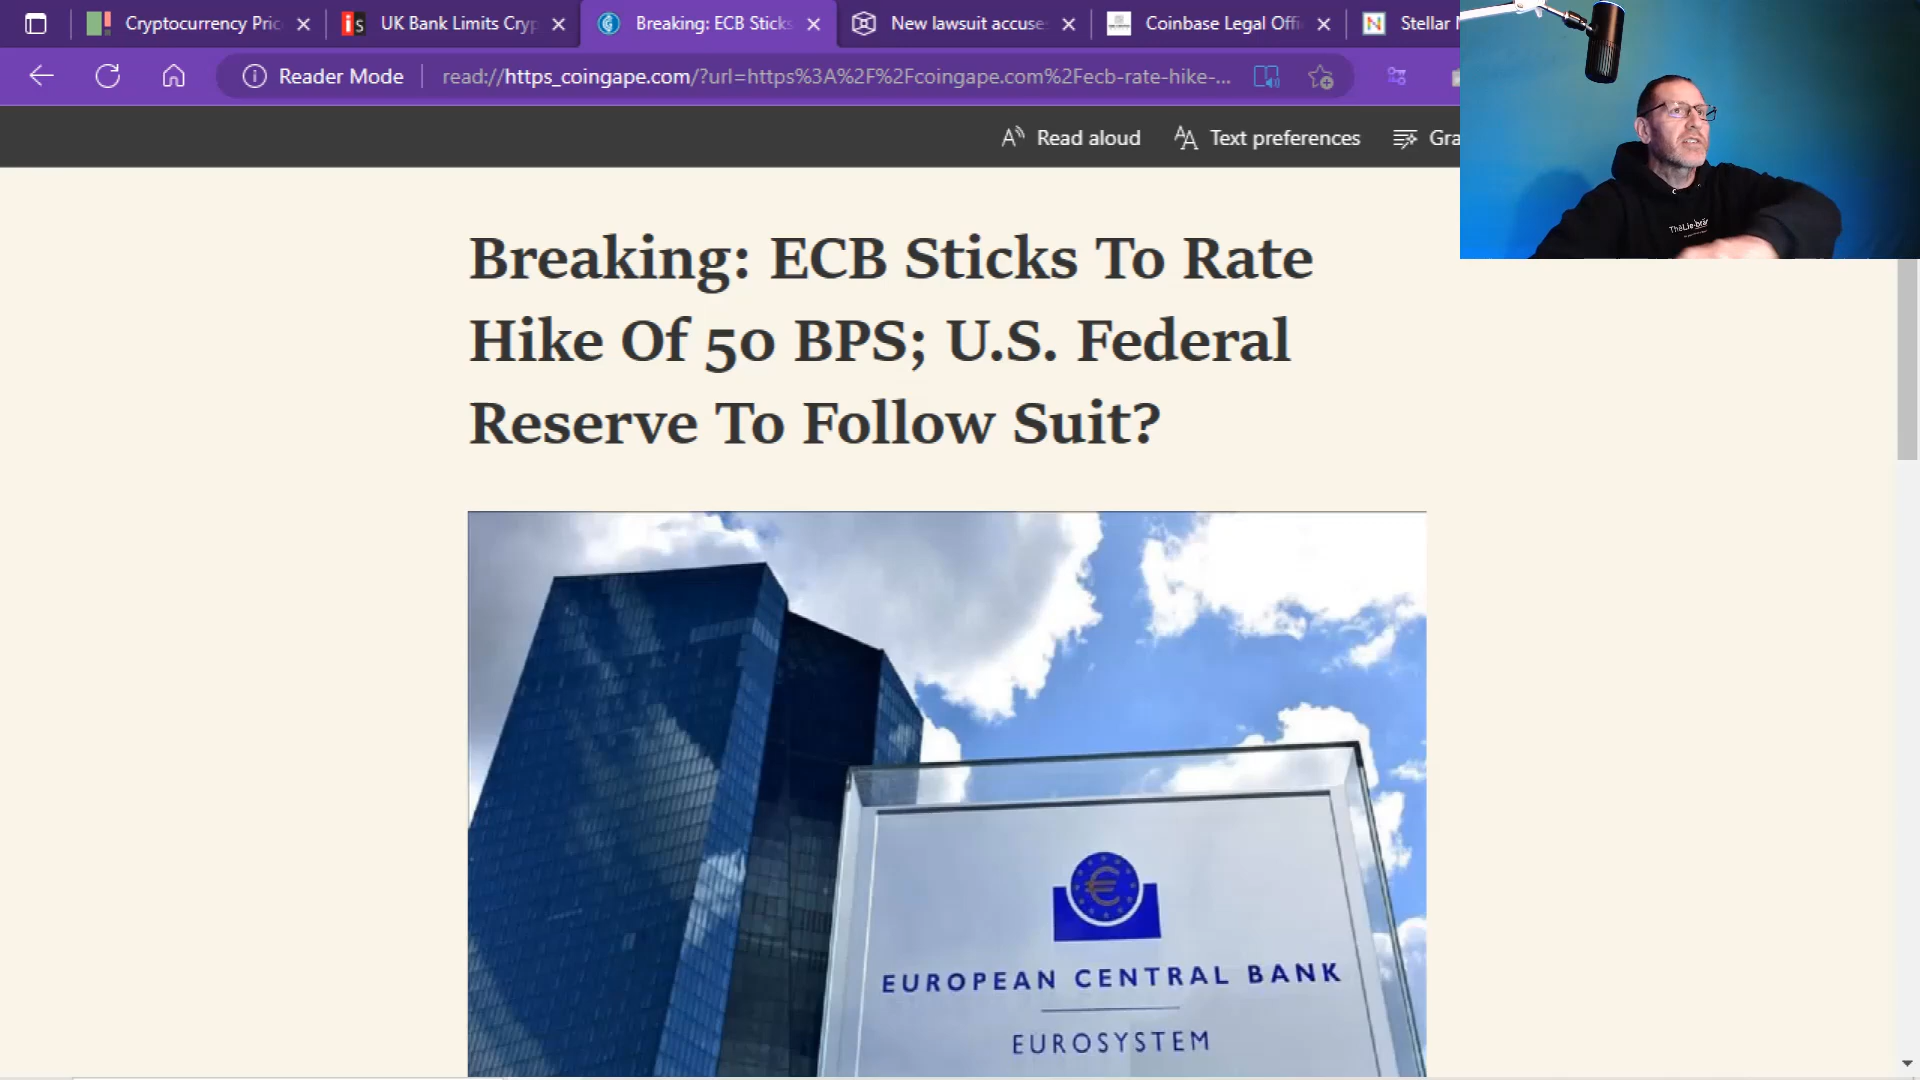 Cryptocurrency Pric
UK Bank Limits Cryp
Breaking: ECB Sticks
New lawsuit accuse
Coinbase Legal Offi
Stellar
Reader Mode
read://https_coingape.com/?url=https%3A%2F%2Fcoingape.com%2Fecb-rate-hike-...
Read aloud
Text preferences
Gra
Breaking: ECB Sticks To Rate
Hike Of 50 BPS; U.S. Federal
Reserve To Follow Suit?
EUROPEAN CENTRAL BANK
EUROSYSTEM